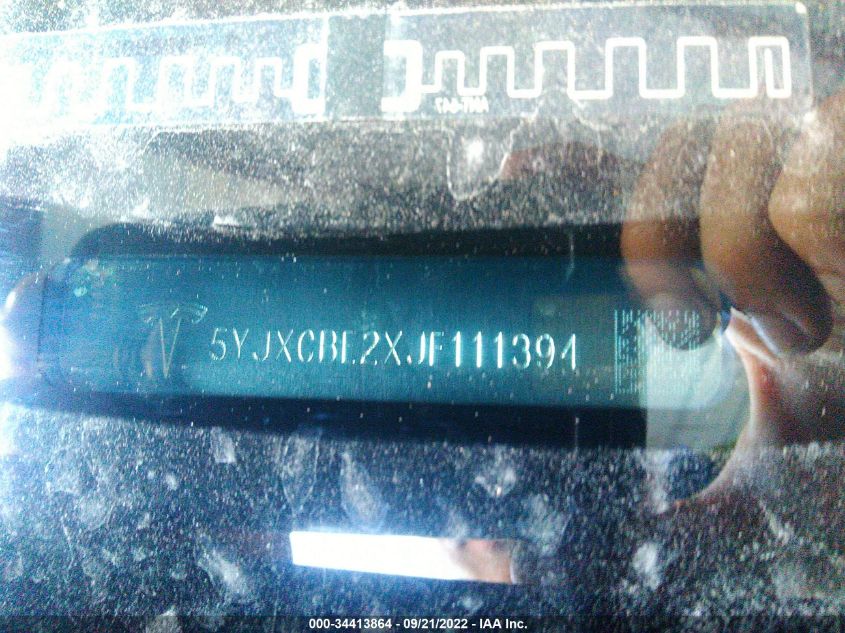 5YJXCBE2XJF111394
000-34413864 - 09/21/2022 - IAA Inc.